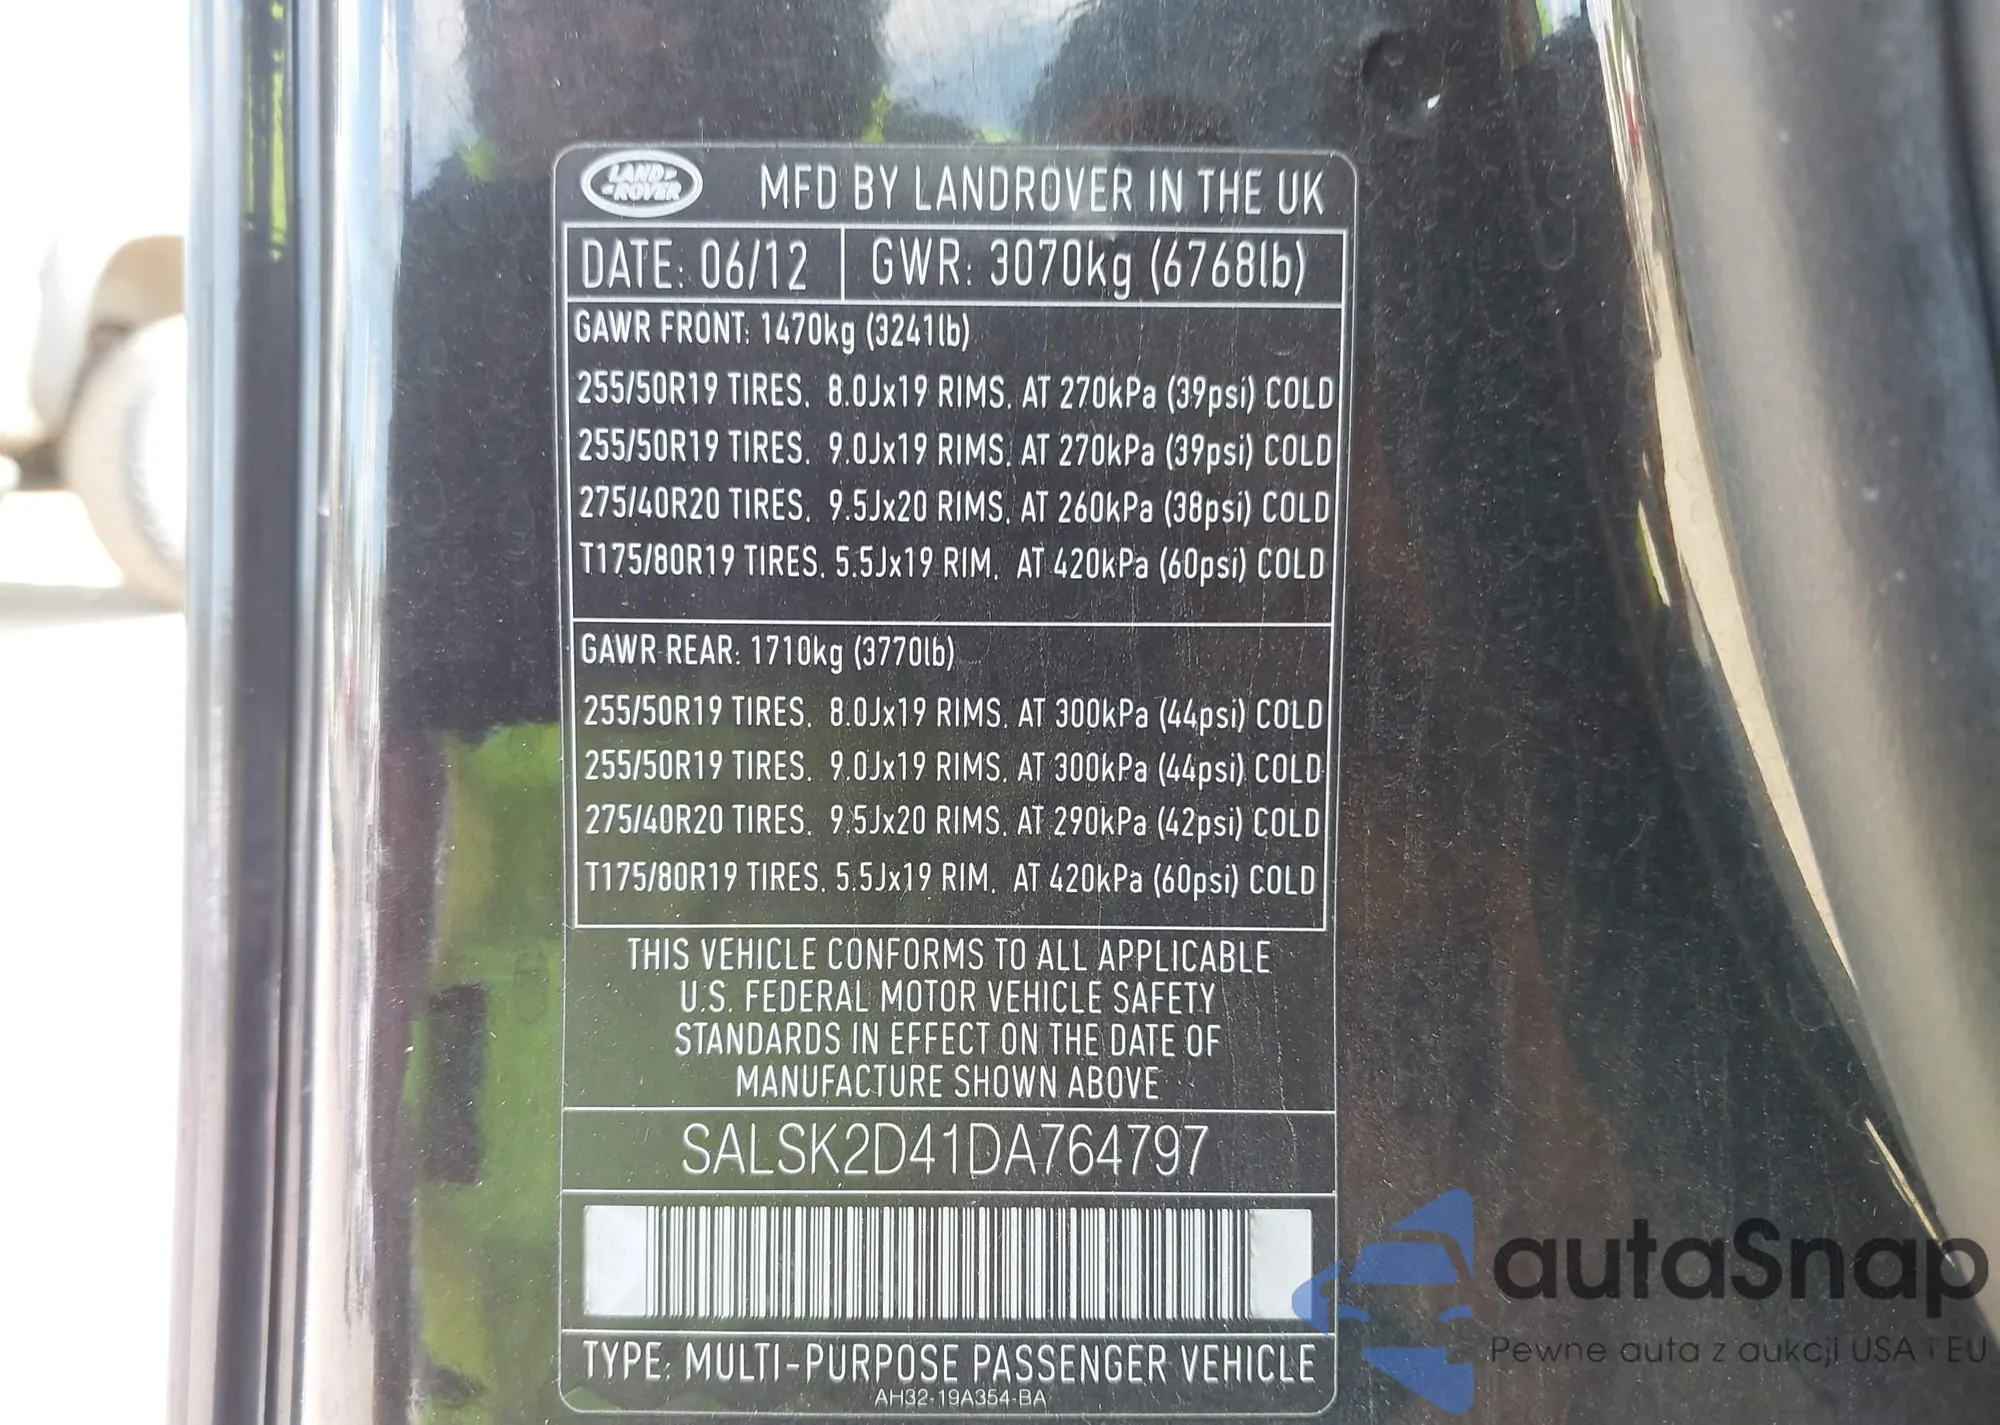 LAND ROVER
MFD BY LANDROVER IN THE UK
DATE: 06/12 GWR: 3070kg (6768lb)
GAWR FRONT: 1470kg (3241lb)
255/50R19 TIRES, 8.0Jx19 RIMS, AT 270kPa (39psi) COLD
255/50R19 TIRES, 9.0Jx19 RIMS, AT 270kPa (39psi) COLD
275/40R20 TIRES, 9.5Jx20 RIMS, AT 260kPa (38psi) COLD
T175/80R19 TIRES, 5.5Jx19 RIM, AT 420kPa (60psi) COLD
GAWR REAR: 1710kg (3770lb)
255/50R19 TIRES, 8.0Jx19 RIMS, AT 300kPa (44psi) COLD
255/50R19 TIRES, 9.0Jx19 RIMS, AT 300kPa (44psi) COLD
275/40R20 TIRES, 9.5Jx20 RIMS, AT 290kPa (42psi) COLD
T175/80R19 TIRES, 5.5Jx19 RIM, AT 420kPa (60psi) COLD
THIS VEHICLE CONFORMS TO ALL APPLICABLE
U.S. FEDERAL MOTOR VEHICLE SAFETY
STANDARDS IN EFFECT ON THE DATE OF
MANUFACTURE SHOWN ABOVE
SALSK2D41DA764797
TYPE: MULTI-PURPOSE PASSENGER VEHICLE
AH32-19A354-BA
autaSnap
Pewne auta z aukcji USA i EU